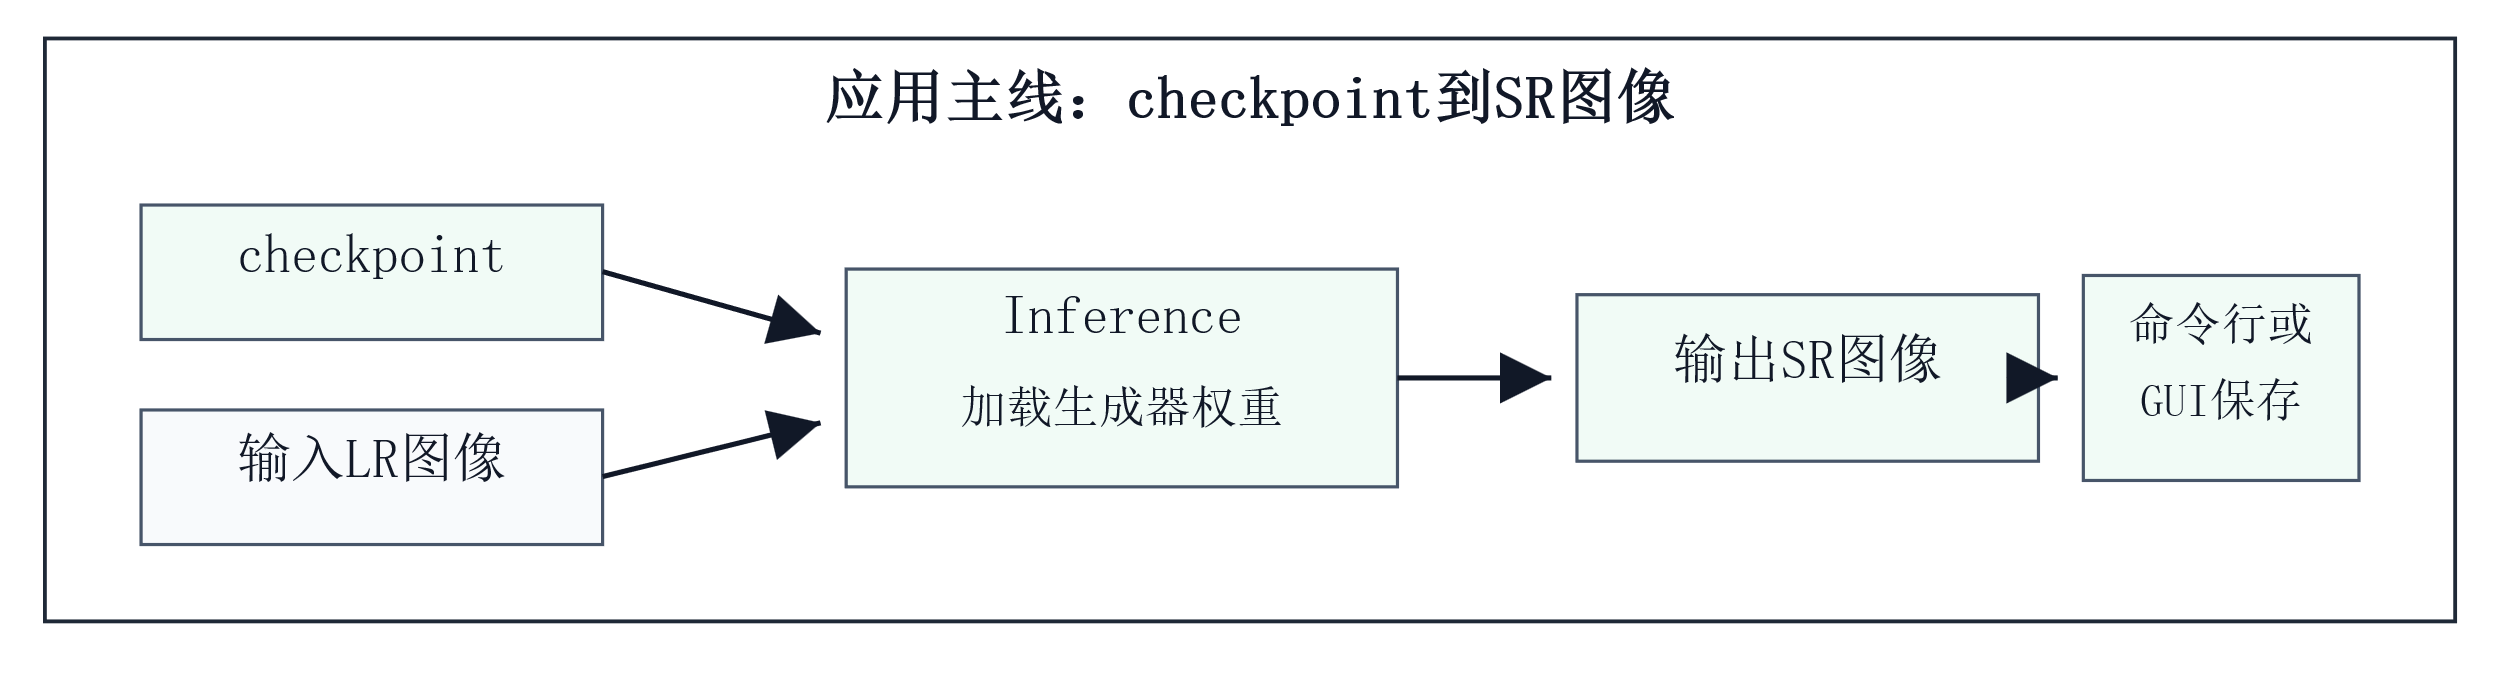 应用主线：checkpoint到SR图像
checkpoint
输入LR图像
Inference
加载生成器权重
输出SR图像
命令行或
GUI保存